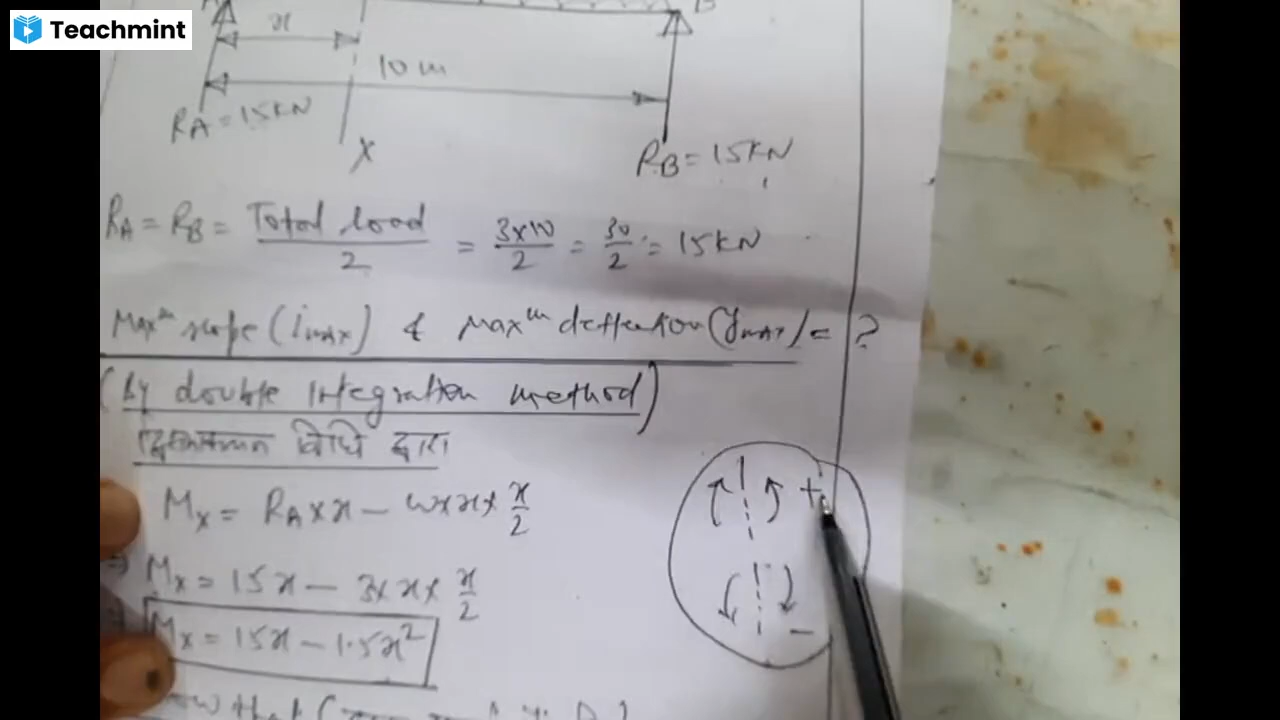 Teachmint
x
10 m
RA = 15KN
X
RB = 15KN
RA = RB = Total load / 2 = 3x10 / 2 = 30 / 2 = 15KN
Maxm slope (imax) & Maxm deflection (ymax) = ?
(By double Integration method)
विधि द्वारा
Mx = RA x x - w x x x x/2
⇒ Mx = 15x - 3 x x x x/2
⇒ Mx = 15x - 1.5x²
+
-
that